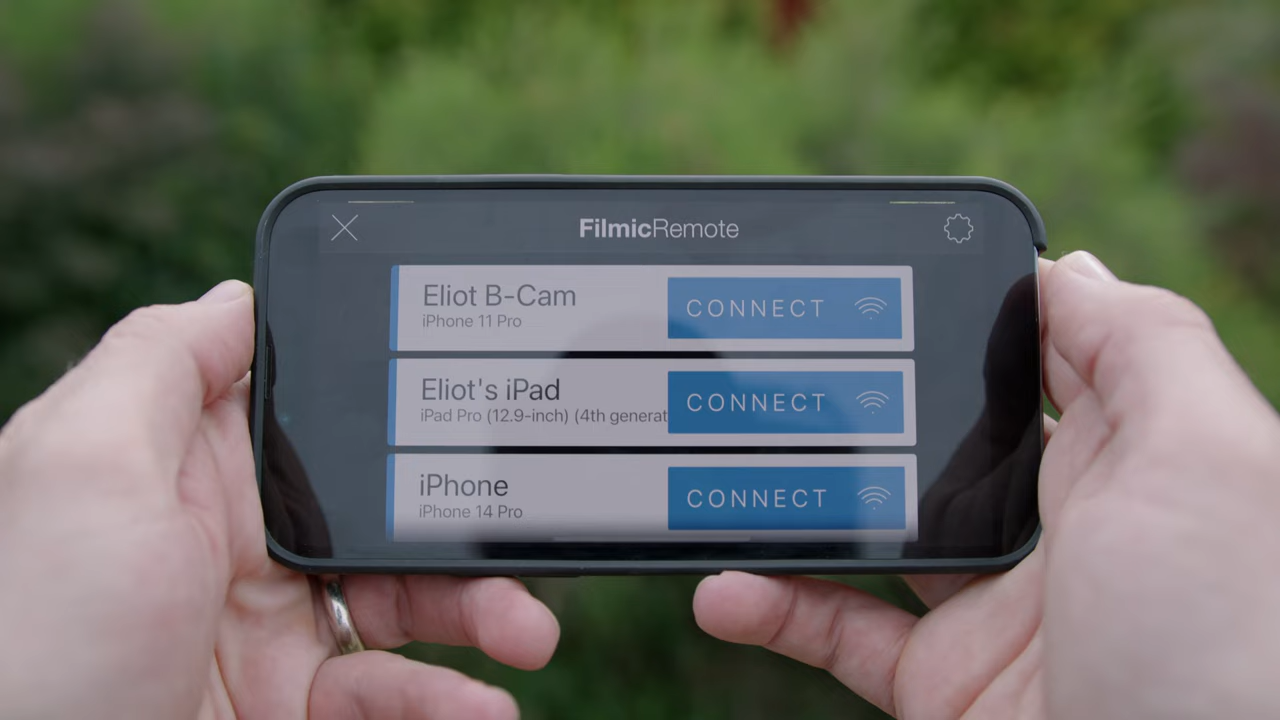 FilmicRemote
Eliot B-Cam
iPhone 11 Pro
CONNECT
Eliot's iPad
iPad Pro (12.9-inch) (4th generat
CONNECT
iPhone
iPhone 14 Pro
CONNECT